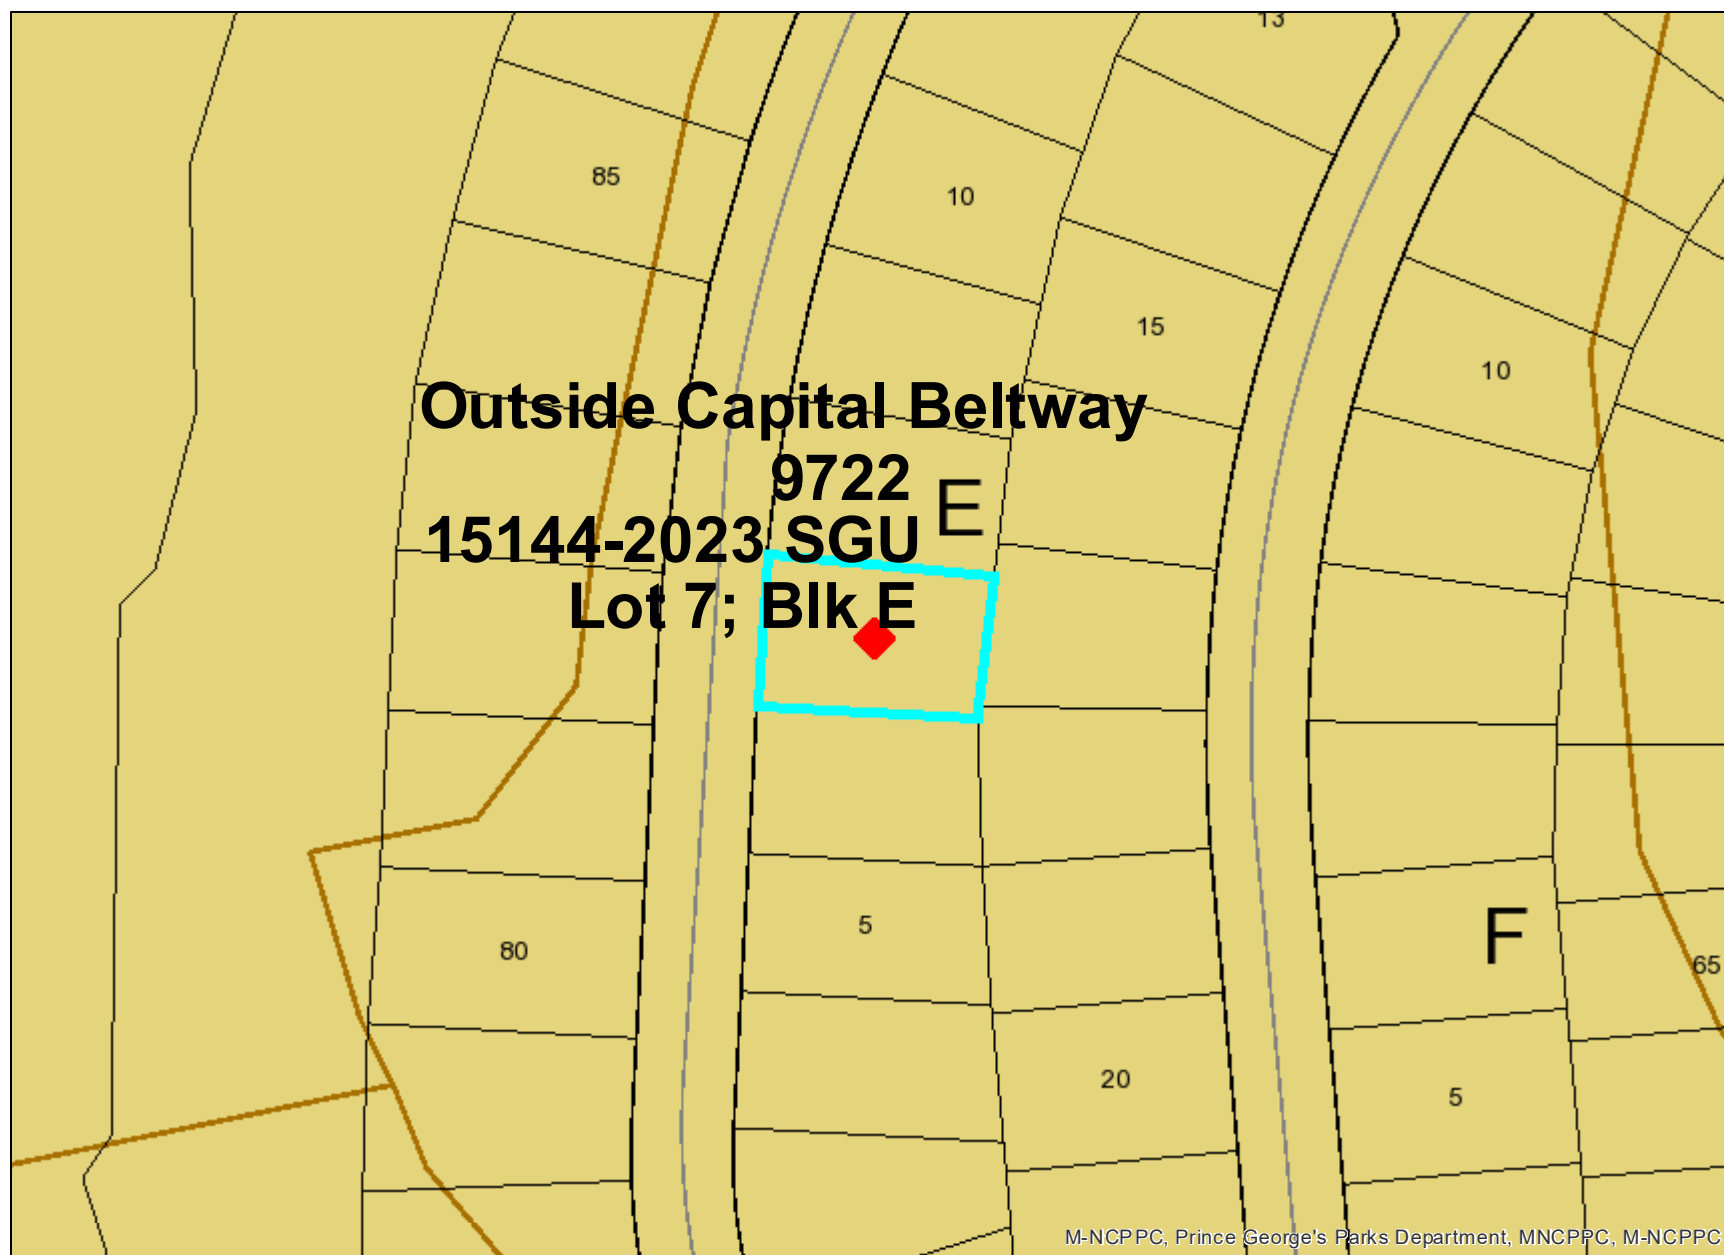 13
85
10
15
10
Outside Capital Beltway
9722
E
15144-2023 SGU
Lot 7; Blk E
5
F
80
65
20
5
M-NCPPC, Prince George's Parks Department, MNCPPC, M-NCPPC